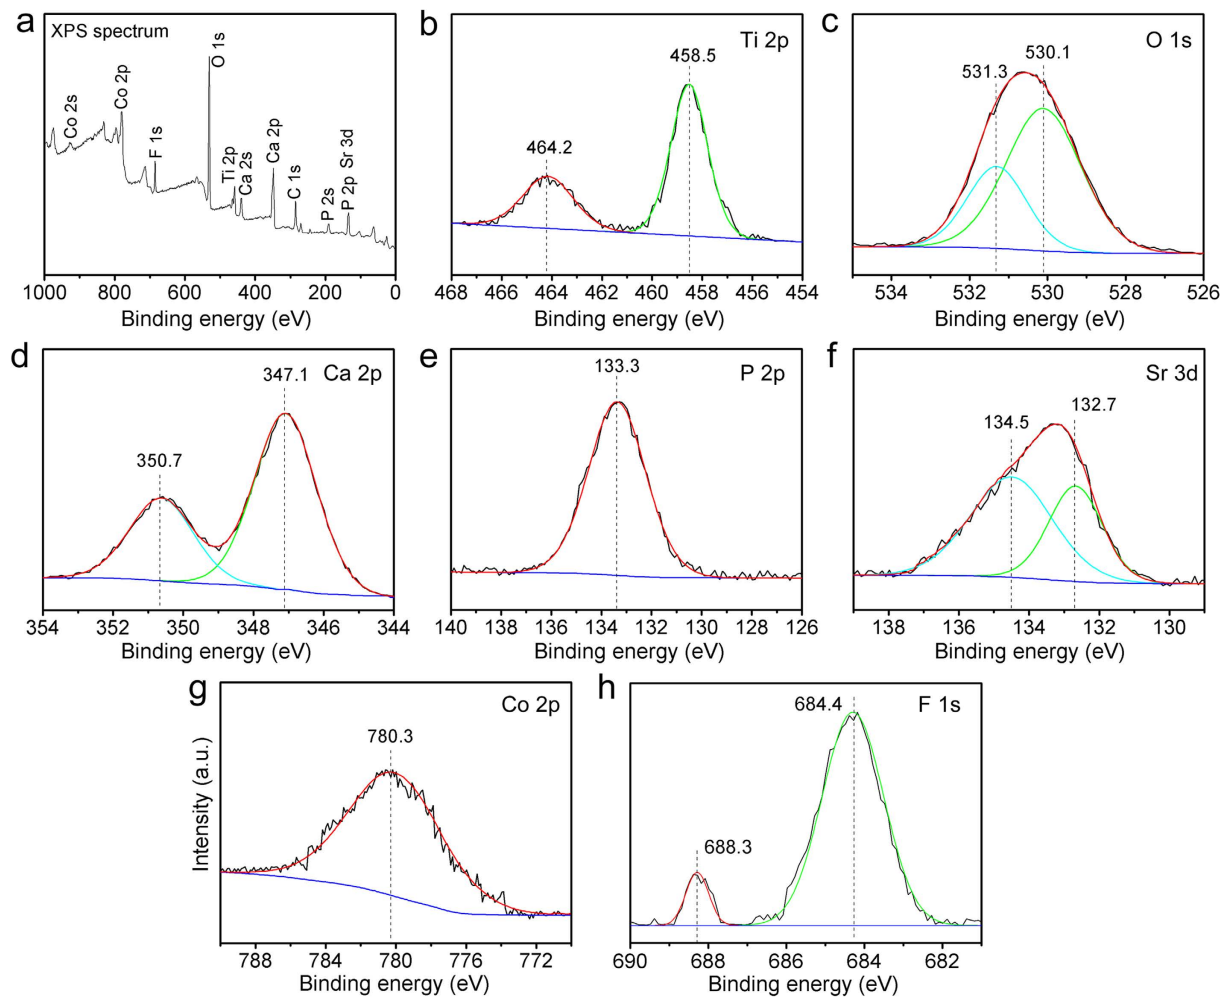 a
XPS spectrum
Co 2s
Co 2p
F 1s
O 1s
Ti 2p
Ca 2s
Ca 2p
C 1s
P 2s
P 2p Sr 3d
1000 800 600 400 200 0
Binding energy (eV)
b
Ti 2p
464.2
458.5
468 466 464 462 460 458 456 454
Binding energy (eV)
c
O 1s
531.3
530.1
534 532 530 528 526
Binding energy (eV)
d
Ca 2p
350.7
347.1
354 352 350 348 346 344
Binding energy (eV)
e
P 2p
133.3
140 138 136 134 132 130 128 126
Binding energy (eV)
f
Sr 3d
134.5
132.7
138 136 134 132 130
Binding energy (eV)
g
Co 2p
780.3
Intensity (a.u.)
788 784 780 776 772
Binding energy (eV)
h
F 1s
684.4
688.3
690 688 686 684 682
Binding energy (eV)